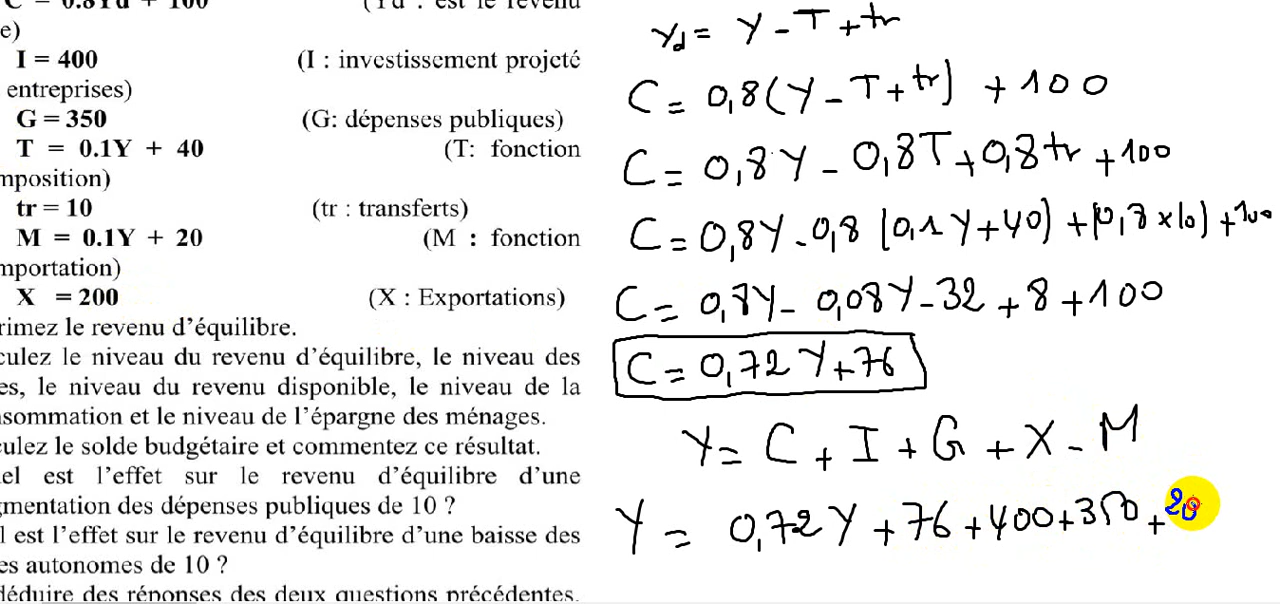 C = 0.8Yd + 100 (Yd : est le revenu
e)
I = 400 (I : investissement projeté
entreprises)
G = 350 (G: dépenses publiques)
T = 0.1Y + 40 (T: fonction
mposition)
tr = 10 (tr : transferts)
M = 0.1Y + 20 (M : fonction
mportation)
X = 200 (X : Exportations)
rimez le revenu d'équilibre.
culez le niveau du revenu d'équilibre, le niveau des
es, le niveau du revenu disponible, le niveau de la
nsommation et le niveau de l'épargne des ménages.
culez le solde budgétaire et commentez ce résultat.
el est l'effet sur le revenu d'équilibre d'une
gmentation des dépenses publiques de 10 ?
l est l'effet sur le revenu d'équilibre d'une baisse des
es autonomes de 10 ?
déduire des réponses des deux questions précédentes.
Yd = Y - T + tr
C = 0,8(Y - T + tr) + 100
C = 0,8Y - 0,8T + 0,8tr + 100
C = 0,8Y - 0,8 (0,1Y + 40) + (0,8 x 10) + 100
C = 0,8Y - 0,08Y - 32 + 8 + 100
C = 0,72Y + 76
Y = C + I + G + X - M
Y = 0,72Y + 76 + 400 + 350 + 20